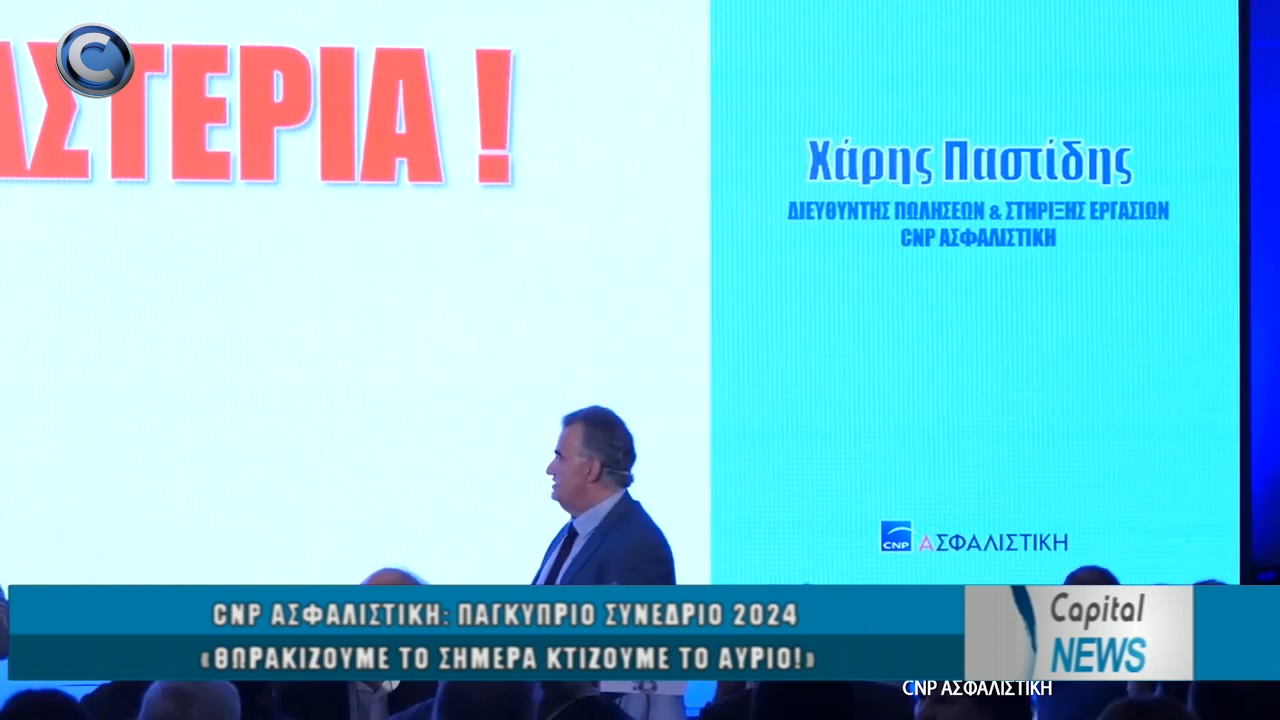 C
ΑΣΤΕΡΙΑ !
Χάρης Παστίδης
ΔΙΕΥΘΥΝΤΗΣ ΠΩΛΗΣΕΩΝ & ΣΤΗΡΙΞΗΣ ΕΡΓΑΣΙΩΝ
CNP ΑΣΦΑΛΙΣΤΙΚΗ
CNP ΑΣΦΑΛΙΣΤΙΚΗ
CNP ΑΣΦΑΛΙΣΤΙΚΗ: ΠΑΓΚΥΠΡΙΟ ΣΥΝΕΔΡΙΟ 2024
«ΘΩΡΑΚΙΖΟΥΜΕ ΤΟ ΣΗΜΕΡΑ ΚΤΙΖΟΥΜΕ ΤΟ ΑΥΡΙΟ!»
Capital
NEWS
CNP ΑΣΦΑΛΙΣΤΙΚΗ